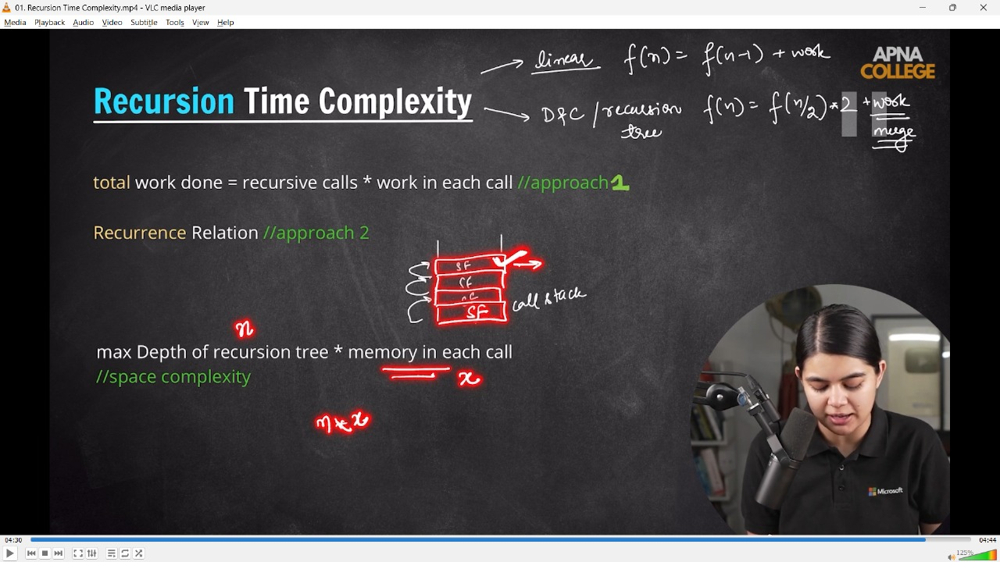 01. Recursion Time Complexity.mp4 - VLC media player
Media Playback Audio Video Subtitle Tools View Help
linear f(n) = f(n-1) + work
APNA
COLLEGE
Recursion Time Complexity
D&C / recursion tree f(n) = f(n/2) * 2 + work
merge
total work done = recursive calls * work in each call //approach 1
Recurrence Relation //approach 2
SF
SF
SF
call stack
n
max Depth of recursion tree * memory in each call
//space complexity
x
n * x
Microsoft
04:30
04:44
125%